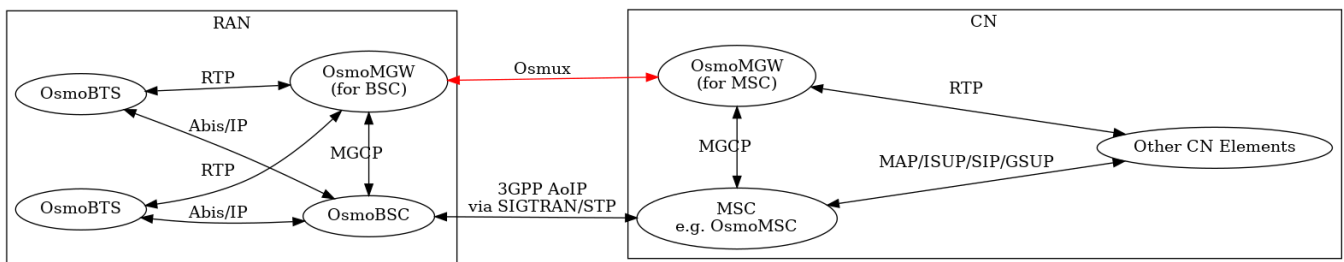 RAN
CN
OsmoBTS
RTP
OsmoMGW
(for BSC)
Osmux
OsmoMGW
(for MSC)
RTP
Abis/IP
MGCP
MGCP
Other CN Elements
RTP
MAP/ISUP/SIP/GSUP
OsmoBTS
Abis/IP
OsmoBSC
3GPP AoIP
via SIGTRAN/STP
MSC
e.g. OsmoMSC